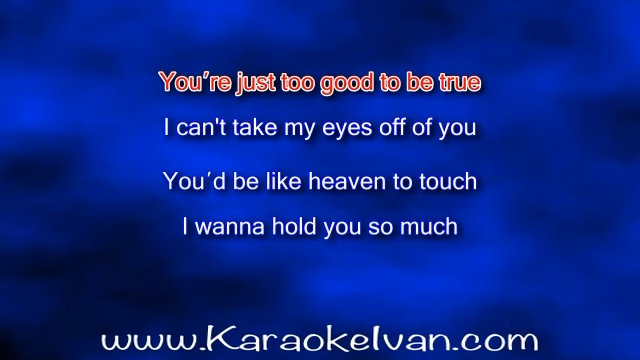 You′re just too good to be true
I can't take my eyes off of you
You′d be like heaven to touch
I wanna hold you so much
www.KaraokeIvan.com